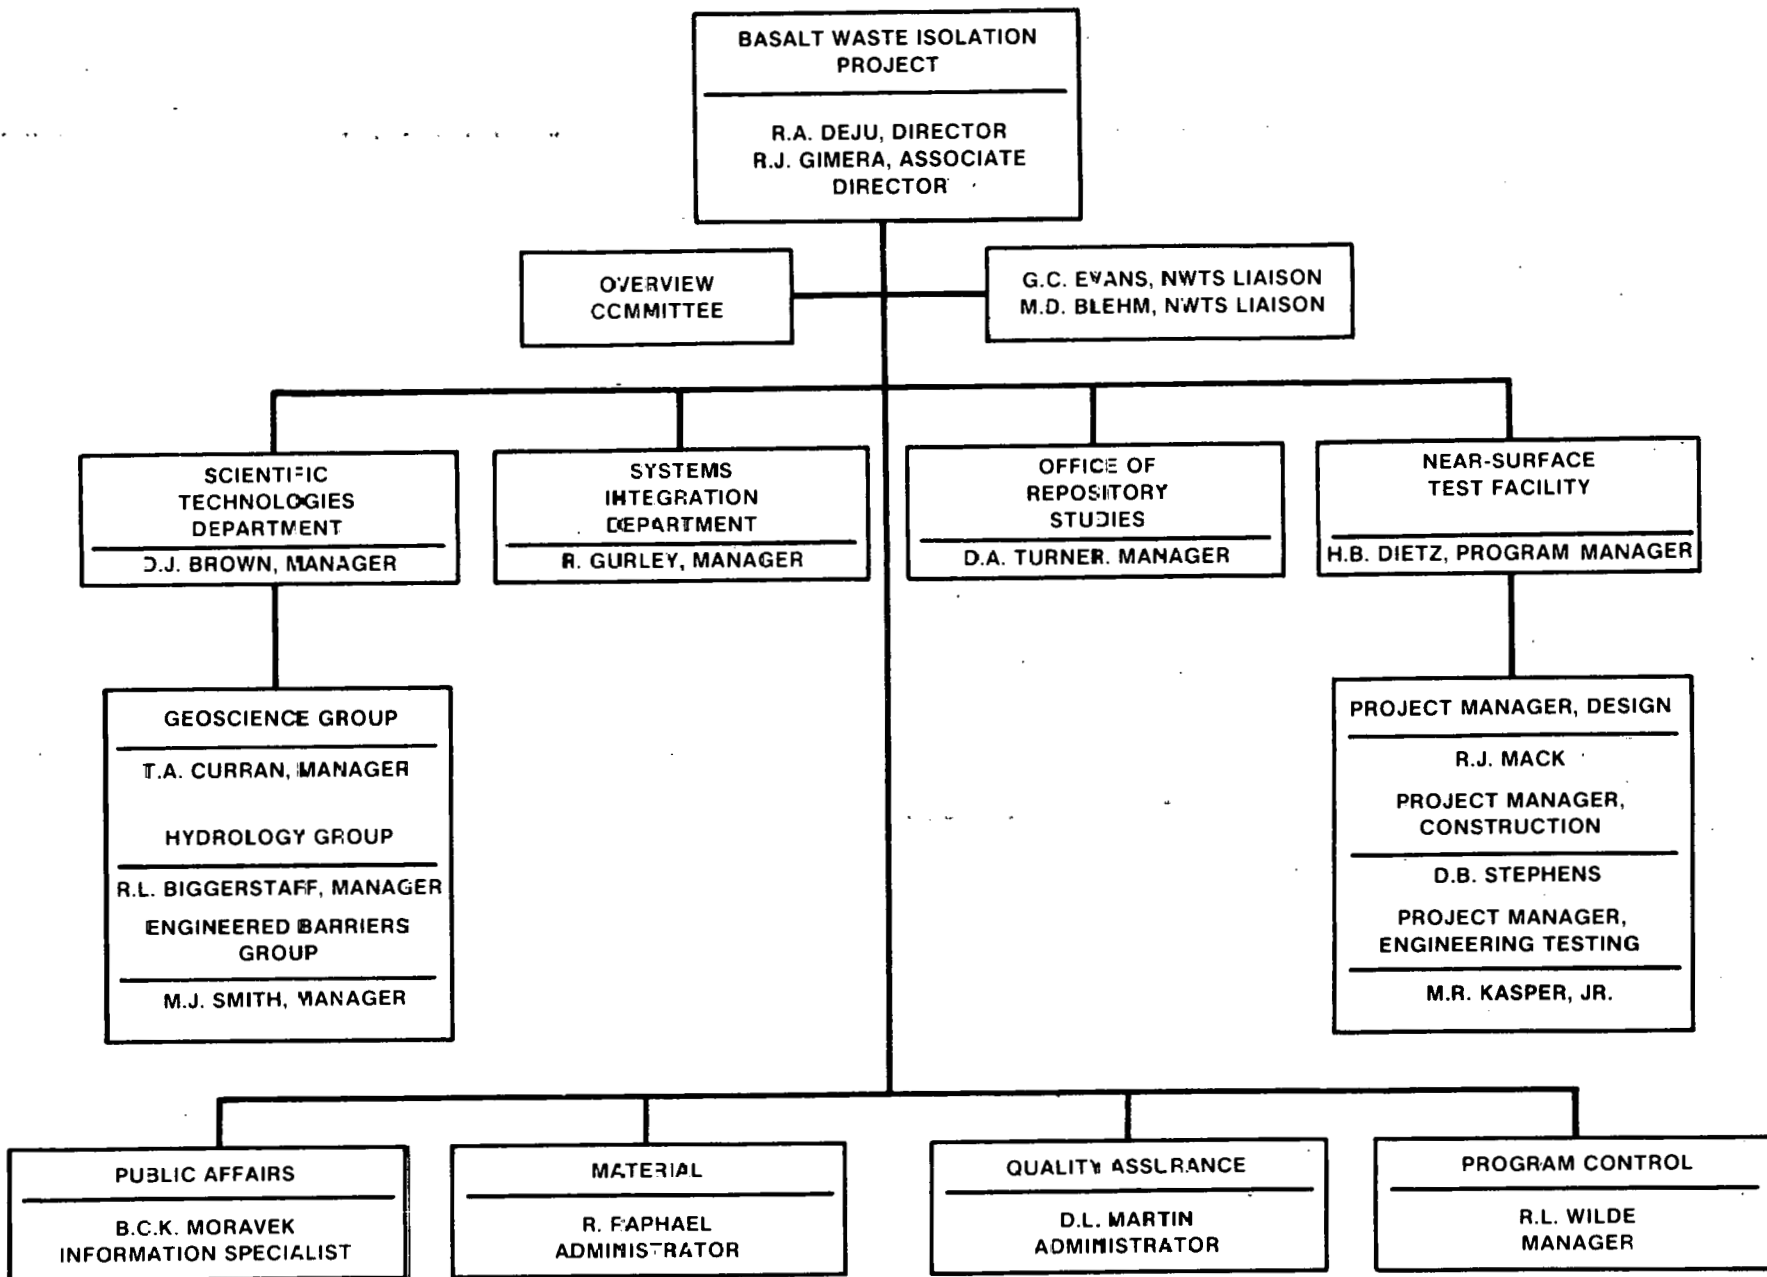 BASALT WASTE ISOLATION
PROJECT
R.A. DEJU, DIRECTOR
R.J. GIMERA, ASSOCIATE
DIRECTOR
OVERVIEW
COMMITTEE
G.C. EVANS, NWTS LIAISON
M.D. BLEHM, NWTS LIAISON
SCIENTIFIC
TECHNOLOGIES
DEPARTMENT
D.J. BROWN, MANAGER
SYSTEMS
INTEGRATION
DEPARTMENT
R. GURLEY, MANAGER
OFFICE OF
REPOSITORY
STUDIES
D.A. TURNER, MANAGER
NEAR-SURFACE
TEST FACILITY
H.B. DIETZ, PROGRAM MANAGER
GEOSCIENCE GROUP
T.A. CURRAN, MANAGER
HYDROLOGY GROUP
R.L. BIGGERSTAFF, MANAGER
ENGINEERED BARRIERS
GROUP
M.J. SMITH, MANAGER
PROJECT MANAGER, DESIGN
R.J. MACK
PROJECT MANAGER,
CONSTRUCTION
D.B. STEPHENS
PROJECT MANAGER,
ENGINEERING TESTING
M.R. KASPER, JR.
PUBLIC AFFAIRS
B.C.K. MORAVEK
INFORMATION SPECIALIST
MATERIAL
R. RAPHAEL
ADMINISTRATOR
QUALITY ASSURANCE
D.L. MARTIN
ADMINISTRATOR
PROGRAM CONTROL
R.L. WILDE
MANAGER